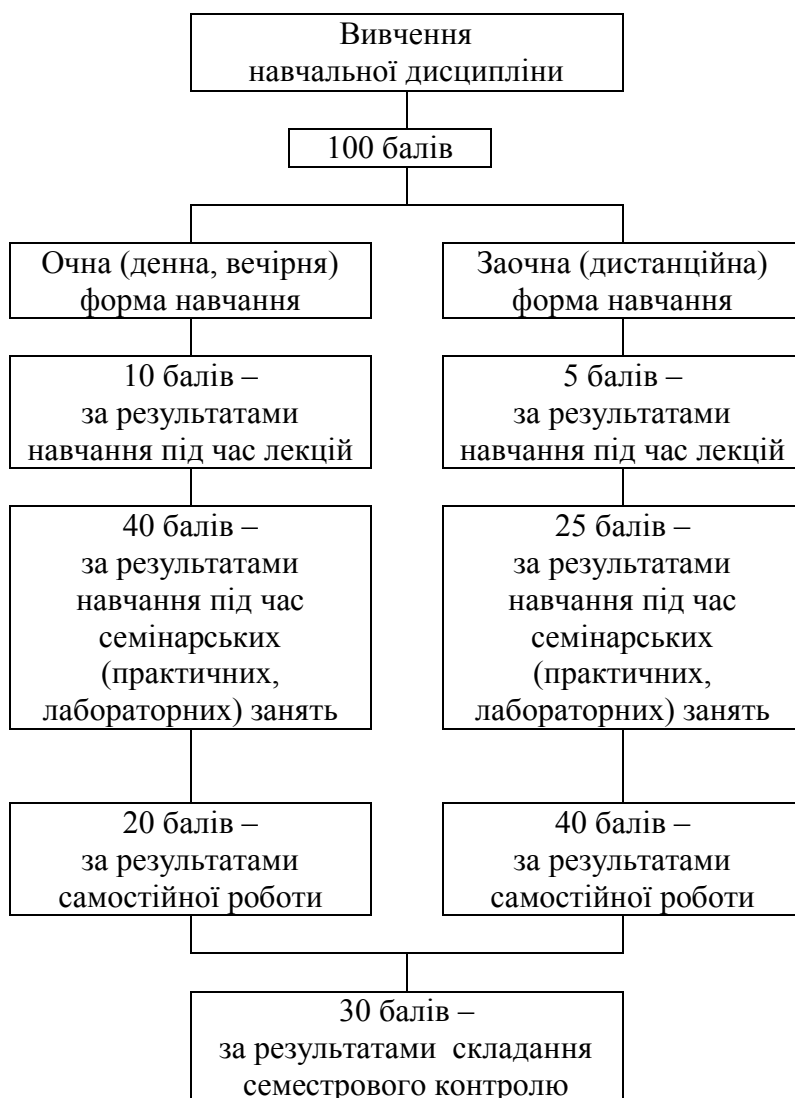 Вивчення
навчальної дисципліни
100 балів
Очна (денна, вечірня)
форма навчання
Заочна (дистанційна)
форма навчання
10 балів –
за результатами
навчання під час лекцій
5 балів –
за результатами
навчання під час лекцій
40 балів –
за результатами
навчання під час
семінарських
(практичних,
лабораторних) занять
25 балів –
за результатами
навчання під час
семінарських
(практичних,
лабораторних) занять
20 балів –
за результатами
самостійної роботи
40 балів –
за результатами
самостійної роботи
30 балів –
за результатами складання
семестрового контролю